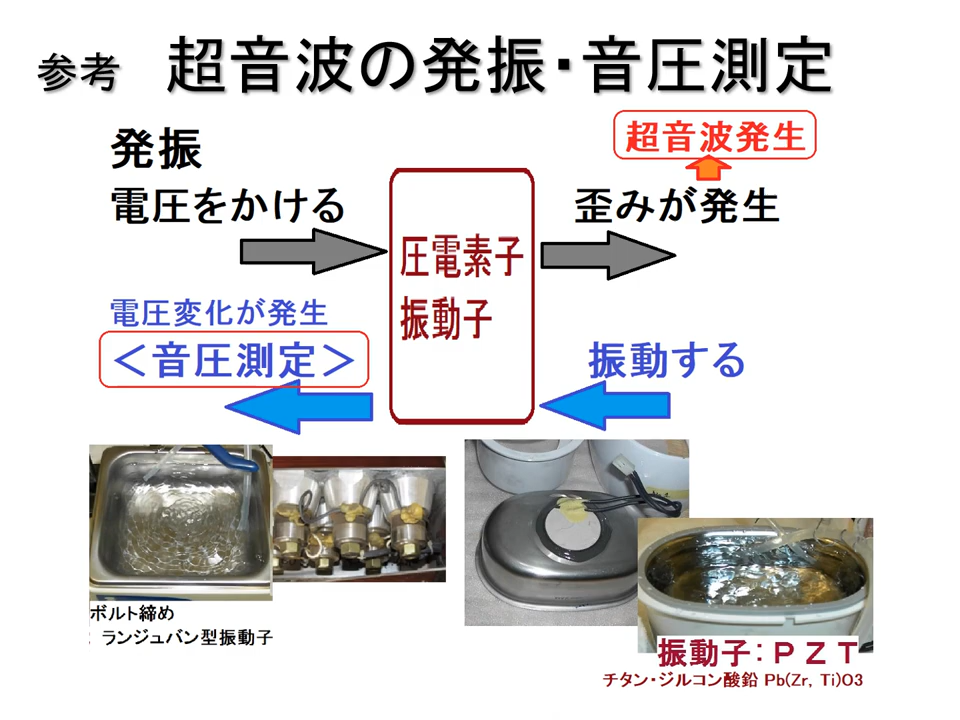 参考 超音波の発振・音圧測定
超音波発生
発振
電圧をかける
歪みが発生
圧電素子
振動子
電圧変化が発生
＜音圧測定＞
振動する
ボルト締め
ランジュバン型振動子
振動子：ＰＺＴ
チタン・ジルコン酸鉛 Pb(Zr, Ti)O3